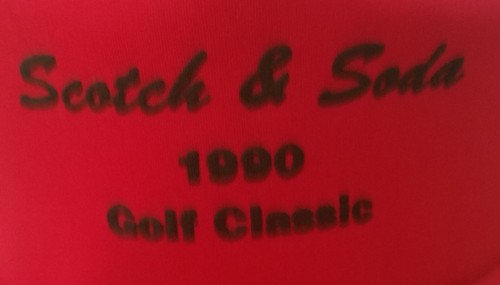 Scotch & Soda
1990
Golf Classic